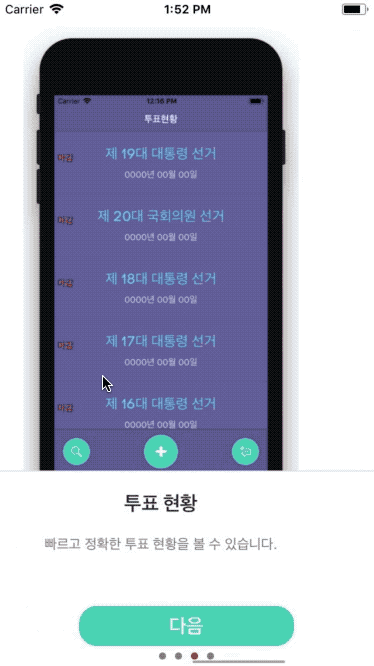 Carrier
1:52 PM
Carrier
12:16 PM
투표현황
마감
제 19대 대통령 선거
0000년 00월 00일
마감
제 20대 국회의원 선거
0000년 00월 00일
마감
제 18대 대통령 선거
0000년 00월 00일
마감
제 17대 대통령 선거
0000년 00월 00일
마감
제 16대 대통령 선거
0000년 00월 00일
투표 현황
빠르고 정확한 투표 현황을 볼 수 있습니다.
다음